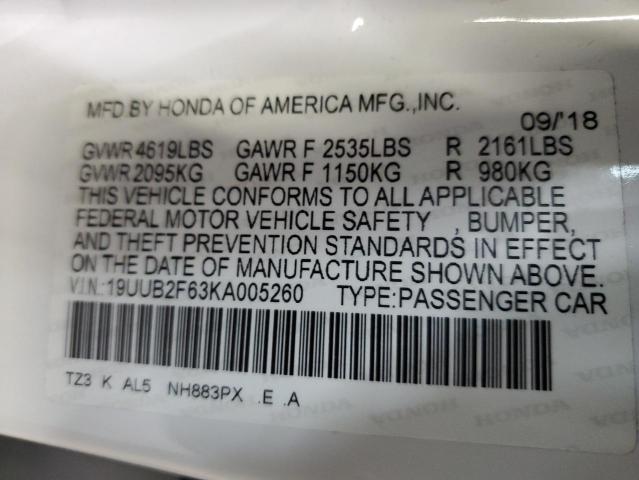 MFD BY HONDA OF AMERICA MFG.,INC.
09/'18
GVWR 4619LBS GAWR F 2535LBS R 2161LBS
GVWR 2095KG GAWR F 1150KG R 980KG
THIS VEHICLE CONFORMS TO ALL APPLICABLE
FEDERAL MOTOR VEHICLE SAFETY , BUMPER,
AND THEFT PREVENTION STANDARDS IN EFFECT
ON THE DATE OF MANUFACTURE SHOWN ABOVE.
V.I.N.:19UUB2F63KA005260 TYPE:PASSENGER CAR
TZ3 K AL5 NH883PX .E .A